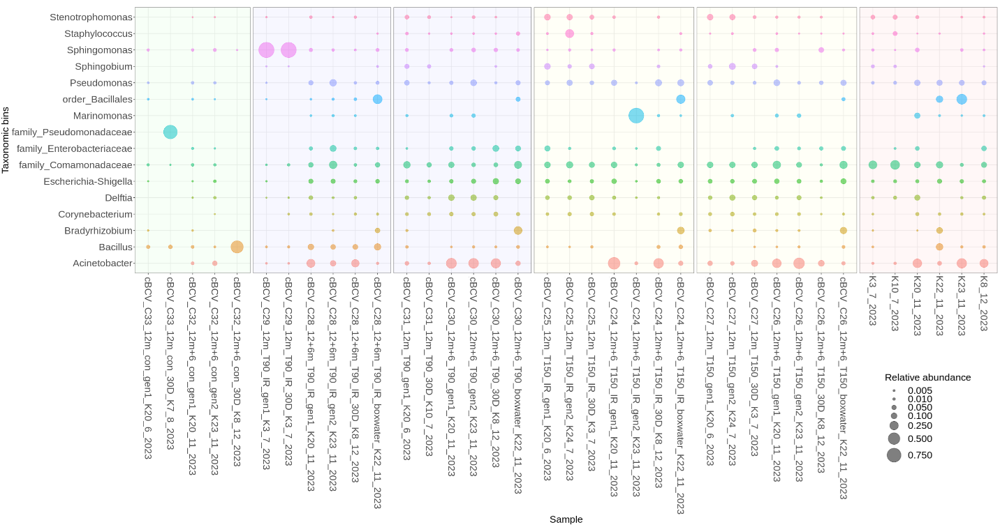 Taxonomic bins
Stenotrophomonas
Staphylococcus
Sphingomonas
Sphingobium
Pseudomonas
order_Bacillales
Marinomonas
family_Pseudomonadaceae
family_Enterobacteriaceae
family_Comamonadaceae
Escherichia-Shigella
Delftia
Corynebacterium
Bradyrhizobium
Bacillus
Acinetobacter
cBCV_C33_12m_con_gen1_K20_6_2023
cBCV_C33_12m_con_30D_K7_8_2023
cBCV_C32_12m+6_con_gen1_K20_11_2023
cBCV_C32_12m+6_con_gen2_K23_11_2023
cBCV_C32_12m+6_con_30D_K8_12_2023
cBCV_C29_12m_T90_IR_gen1_K3_7_2023
cBCV_C29_12m_T90_IR_30D_K3_7_2023
cBCV_C28_12+6m_T90_IR_gen1_K20_11_2023
cBCV_C28_12+6m_T90_IR_gen2_K23_11_2023
cBCV_C28_12+6m_T90_IR_30D_K8_12_2023
cBCV_C28_12+6m_T90_IR_boxwater_K22_11_2023
cBCV_C31_12m_T90_gen1_K20_6_2023
cBCV_C31_12m_T90_30D_K10_7_2023
cBCV_C30_12m+6_T90_gen1_K20_11_2023
cBCV_C30_12m+6_T90_gen2_K23_11_2023
cBCV_C30_12m+6_T90_30D_K8_12_2023
cBCV_C30_12m+6_T90_boxwater_K22_11_2023
cBCV_C25_12m_T150_IR_gen1_K20_6_2023
cBCV_C25_12m_T150_IR_gen2_K24_7_2023
cBCV_C25_12m_T150_IR_30D_K3_7_2023
cBCV_C24_12m+6_T150_IR_gen1_K20_11_2023
cBCV_C24_12m+6_T150_IR_gen2_K23_11_2023
cBCV_C24_12m+6_T150_IR_30D_K8_12_2023
cBCV_C24_12m+6_T150_IR_boxwater_K22_11_2023
cBCV_C27_12m_T150_gen1_K20_6_2023
cBCV_C27_12m_T150_gen2_K24_7_2023
cBCV_C27_12m_T150_30D_K3_7_2023
cBCV_C26_12m+6_T150_gen1_K20_11_2023
cBCV_C26_12m+6_T150_gen2_K23_11_2023
cBCV_C26_12m+6_T150_30D_K8_12_2023
cBCV_C26_12m+6_T150_boxwater_K22_11_2023
K3_7_2023
K10_7_2023
K20_11_2023
K22_11_2023
K23_11_2023
K8_12_2023
Relative abundance
0.005
0.010
0.050
0.100
0.250
0.500
0.750
Sample